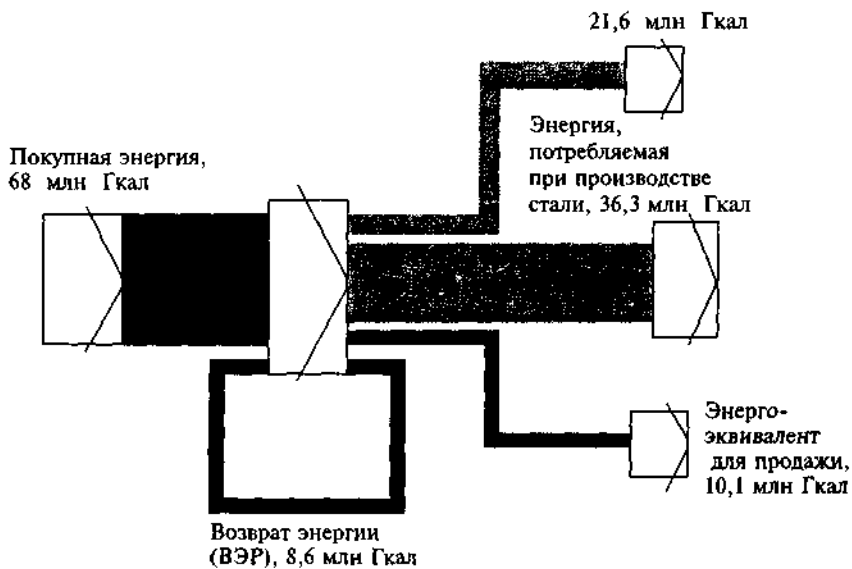 21,6 млн Гкал
Покупная энергия,
68 млн Гкал
Энергия,
потребляемая
при производстве
стали, 36,3 млн Гкал
Энерго-
эквивалент
для продажи,
10,1 млн Гкал
Возврат энергии
(ВЭР), 8,6 млн Гкал